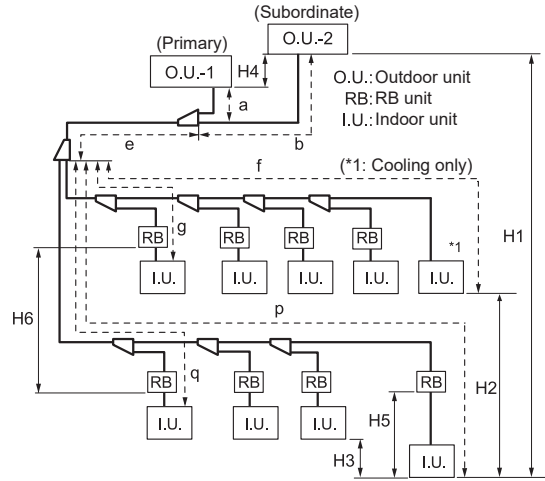 (Subordinate)
(Primary)
O.U.-2
O.U.-1
H4
O.U.: Outdoor unit
RB: RB unit
I.U.: Indoor unit
a
e
b
f
(*1: Cooling only)
H1
g
RB
RB
RB
RB
*1
I.U.
I.U.
I.U.
I.U.
I.U.
H6
p
q
H2
RB
RB
RB
RB
H5
I.U.
I.U.
I.U.
H3
I.U.